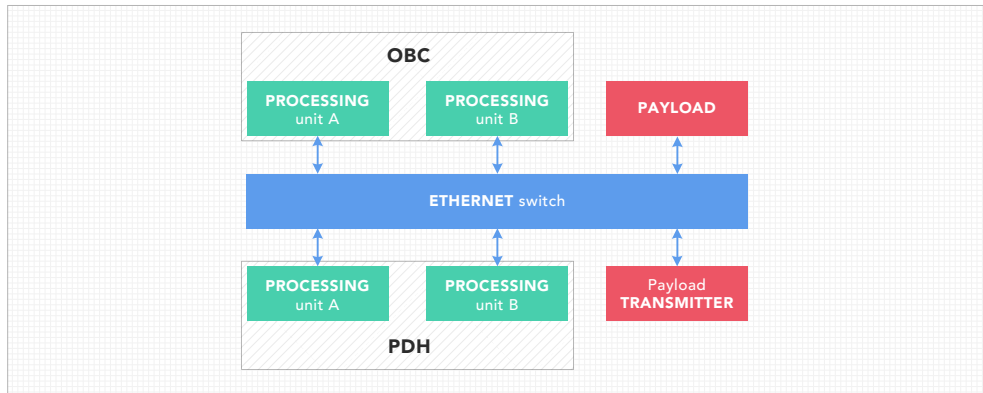 OBC
PROCESSING
unit A
PROCESSING
unit B
PAYLOAD
ETHERNET switch
PROCESSING
unit A
PROCESSING
unit B
Payload
TRANSMITTER
PDH